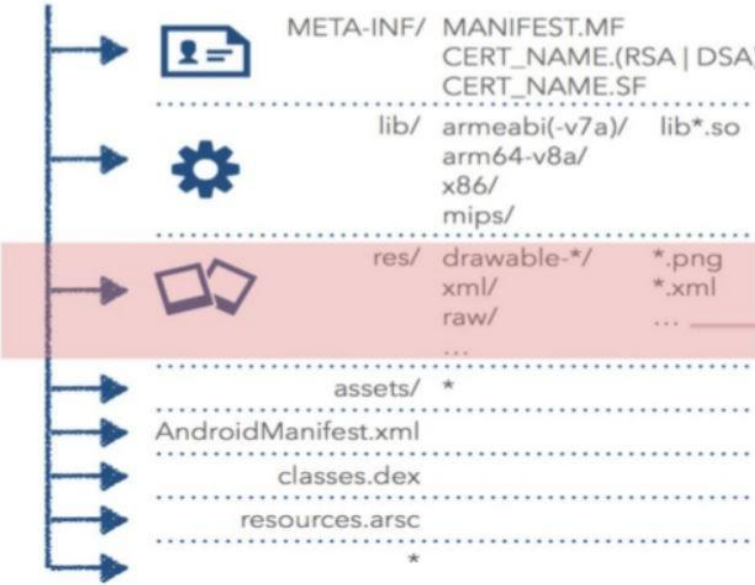 META-INF/ MANIFEST.MF
CERT_NAME.(RSA | DSA)
CERT_NAME.SF
lib/ armeabi(-v7a)/ lib*.so
arm64-v8a/
x86/
mips/
res/ drawable-*/ *.png
xml/ *.xml
raw/ ...
...
assets/ *
AndroidManifest.xml
classes.dex
resources.arsc
*